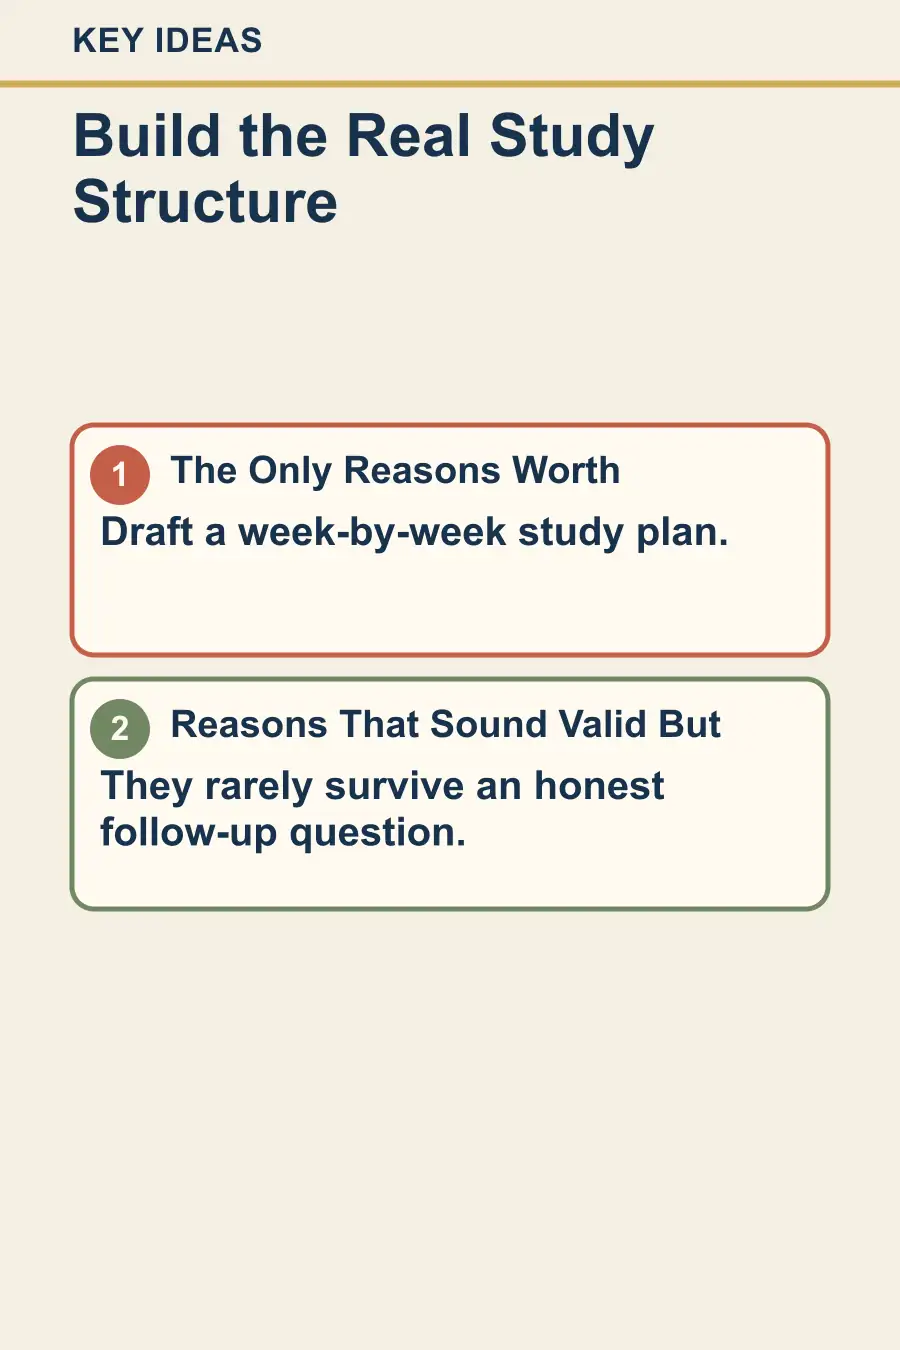 KEY IDEAS
Build the Real Study
Structure
1 The Only Reasons Worth
Draft a week-by-week study plan.
2 Reasons That Sound Valid But
They rarely survive an honest
follow-up question.